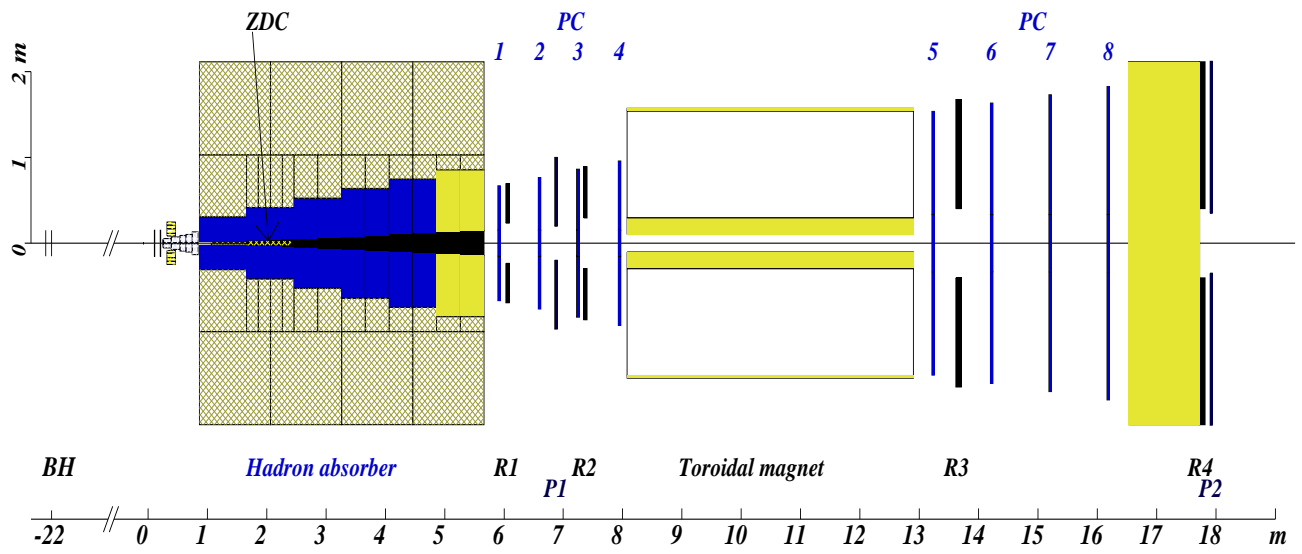 ZDC PC PC
1 2 3 4 5 6 7 8
2 m
1
0
BH Hadron absorber R1 R2 Toroidal magnet R3 R4
P1 P2
-22 0 1 2 3 4 5 6 7 8 9 10 11 12 13 14 15 16 17 18 m